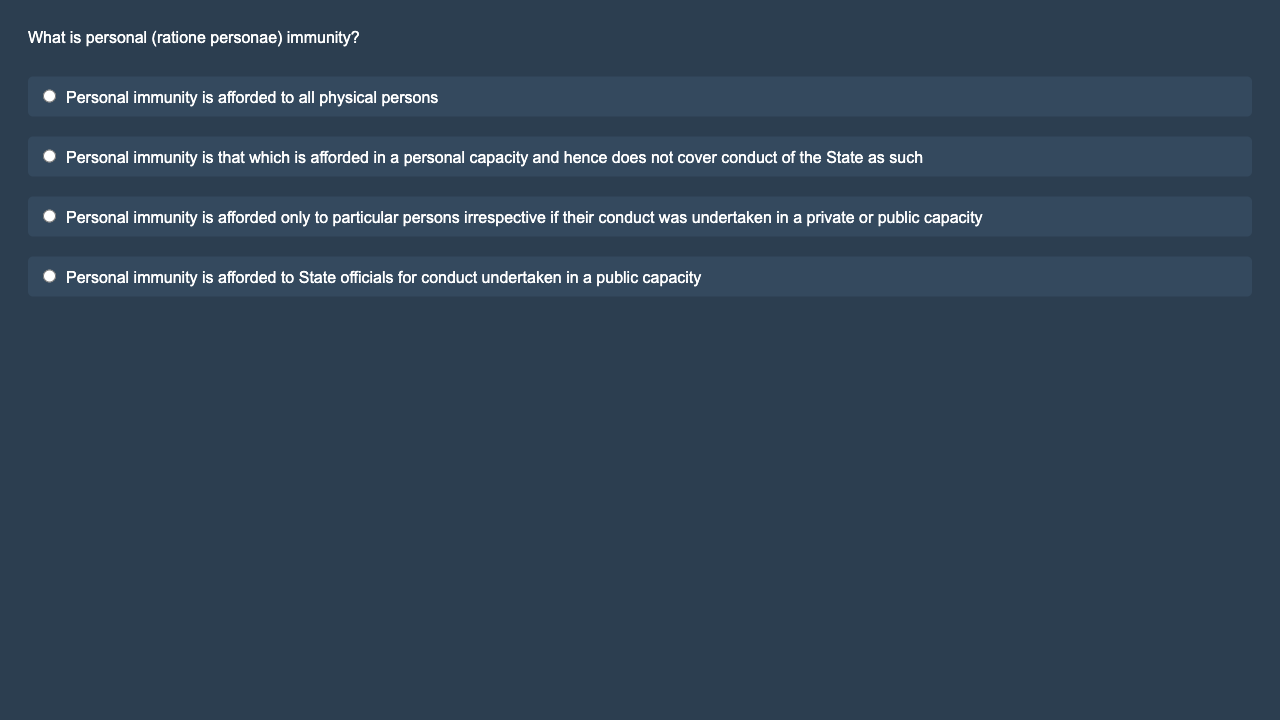 What is personal (ratione personae) immunity?
Personal immunity is afforded to all physical persons
Personal immunity is that which is afforded in a personal capacity and hence does not cover conduct of the State as such
Personal immunity is afforded only to particular persons irrespective if their conduct was undertaken in a private or public capacity
Personal immunity is afforded to State officials for conduct undertaken in a public capacity